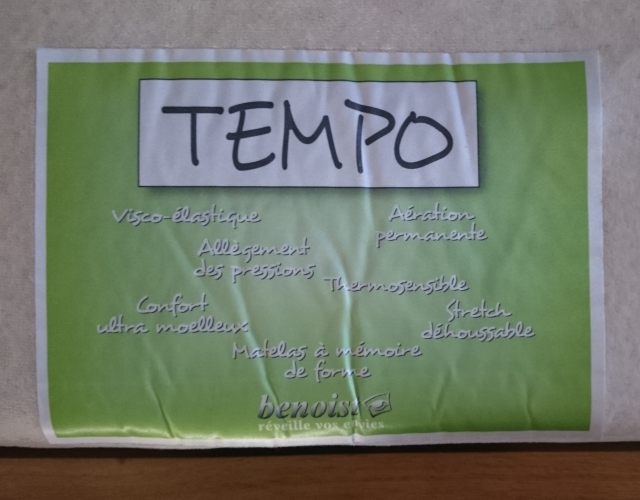 TEMPO
Visco-élastique
Aération
permanente
Allègement
des pressions
Thermosensible
Confort
ultra moelleux
Stretch
déhoussable
Matelas à mémoire
de forme
benoist
réveille vos envies